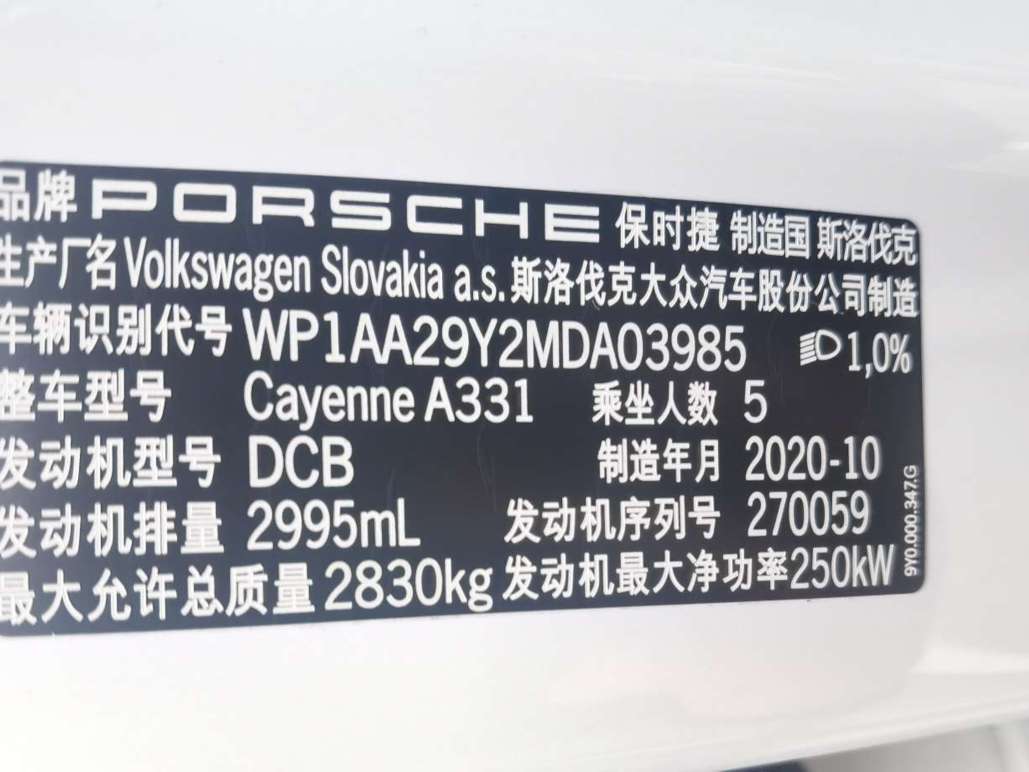 品牌 PORSCHE 保时捷 制造国 斯洛伐克
生产厂名 Volkswagen Slovakia a.s. 斯洛伐克大众汽车股份公司制造
车辆识别代号 WP1AA29Y2MDA03985 1,0%
整车型号 Cayenne A331 乘坐人数 5
发动机型号 DCB 制造年月 2020-10
发动机排量 2995mL 发动机序列号 270059
最大允许总质量 2830kg 发动机最大净功率 250kW
9Y0.000.347.G